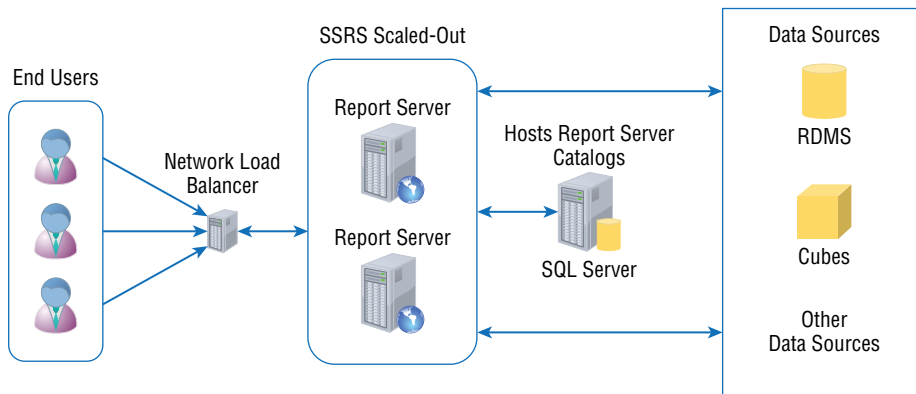 End Users
Network Load
Balancer
SSRS Scaled-Out
Report Server
Report Server
Hosts Report Server
Catalogs
SQL Server
Data Sources
RDMS
Cubes
Other
Data Sources